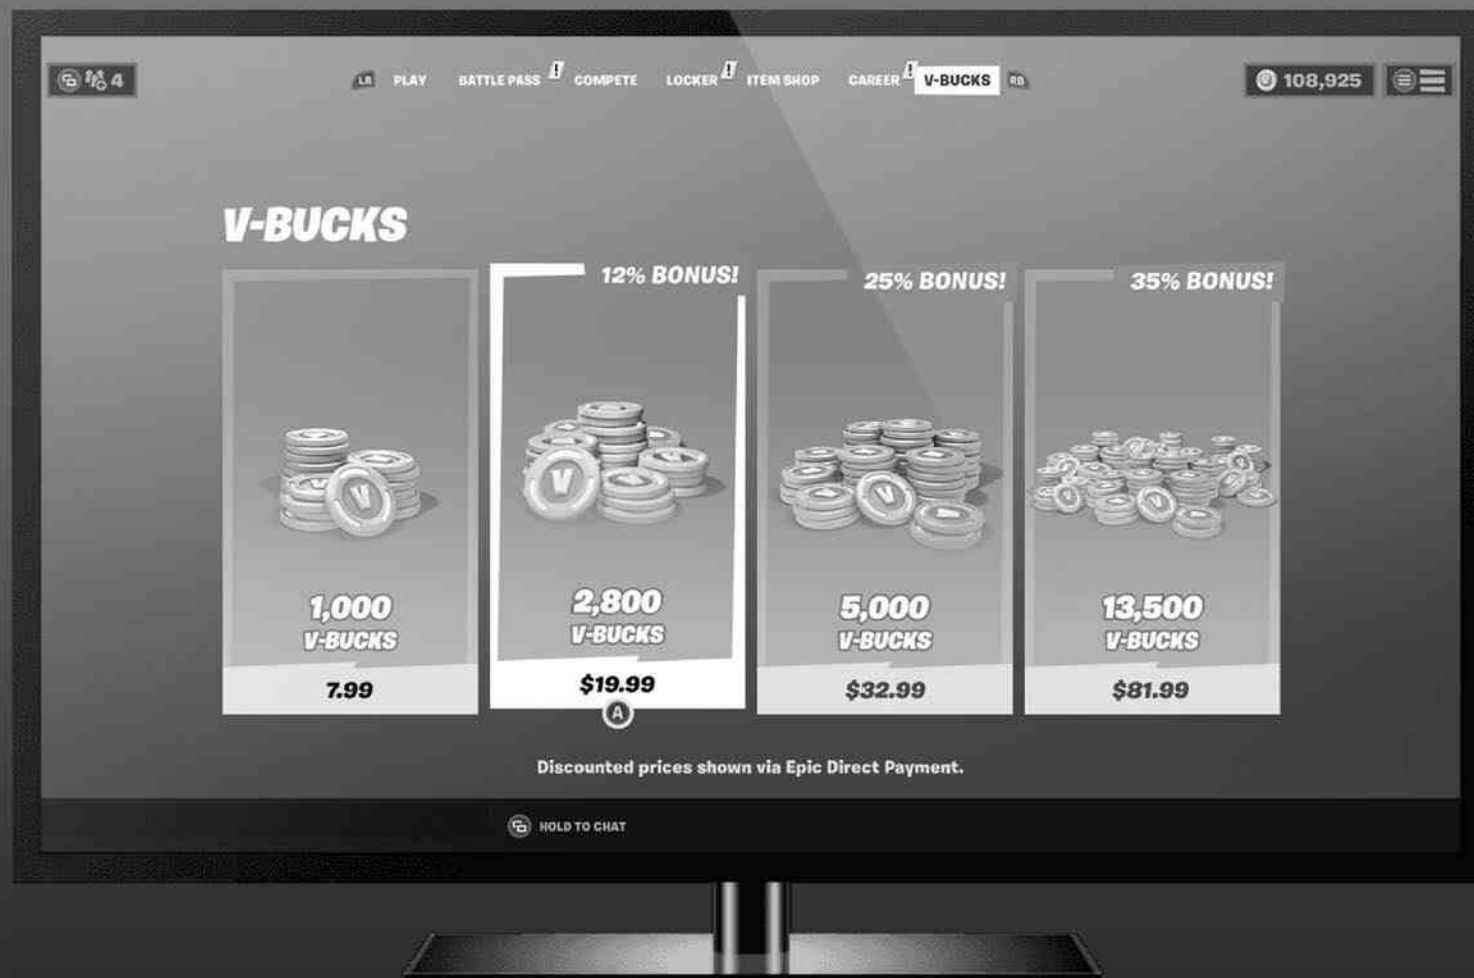 4
LB PLAY BATTLE PASS ! COMPETE LOCKER ! ITEM SHOP CAREER ! V-BUCKS RB
108,925
V-BUCKS
1,000
V-BUCKS
7.99
12% BONUS!
2,800
V-BUCKS
$19.99
A
25% BONUS!
5,000
V-BUCKS
$32.99
35% BONUS!
13,500
V-BUCKS
$81.99
Discounted prices shown via Epic Direct Payment.
HOLD TO CHAT